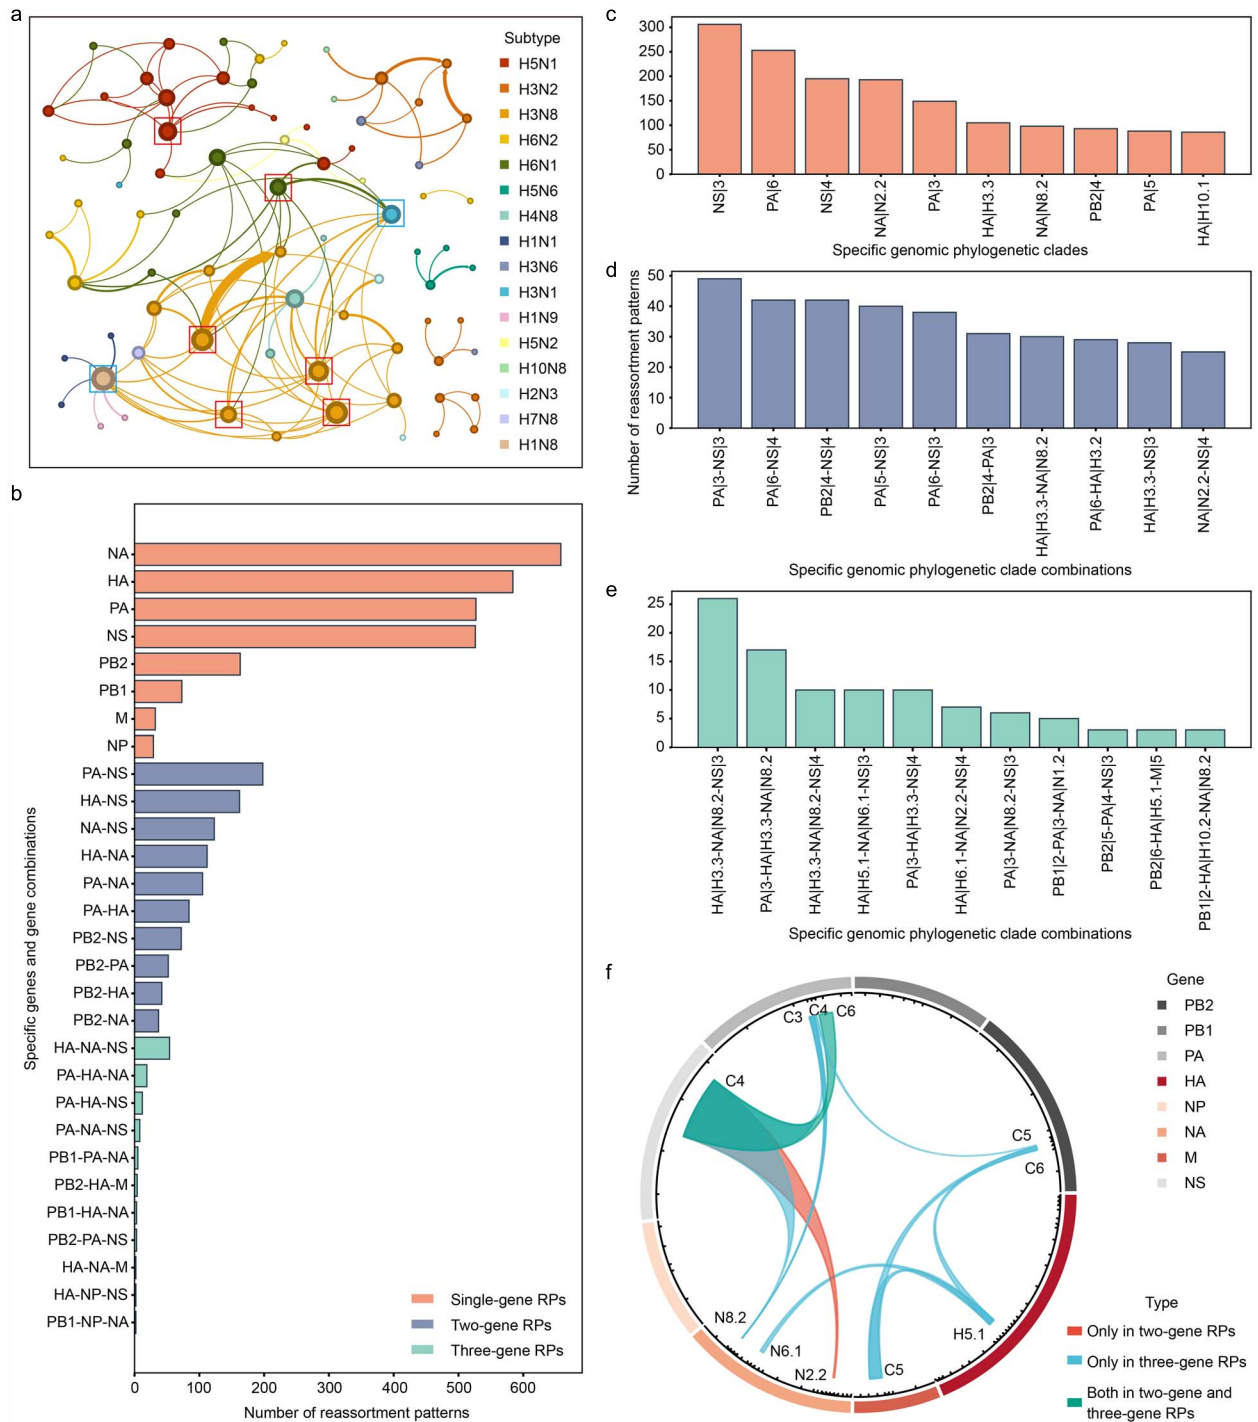 a
Subtype
H5N1
H3N2
H3N8
H6N2
H6N1
H5N6
H4N8
H1N1
H3N6
H3N1
H1N9
H5N2
H10N8
H2N3
H7N8
H1N8
b
Specific genes and gene combinations
NA
HA
PA
NS
PB2
PB1
M
NP
PA-NS
HA-NS
NA-NS
HA-NA
PA-NA
PA-HA
PB2-NS
PB2-PA
PB2-HA
PB2-NA
HA-NA-NS
PA-HA-NA
PA-HA-NS
PA-NA-NS
PB1-PA-NA
PB2-HA-M
PB1-HA-NA
PB2-PA-NS
HA-NA-M
HA-NP-NS
PB1-NP-NA
Single-gene RPs
Two-gene RPs
Three-gene RPs
0 100 200 300 400 500 600
Number of reassortment patterns
c
300
250
200
150
100
50
0
NS|3
PA|6
NS|4
NA|N2.2
PA|3
HA|H3.3
NA|N8.2
PB2|4
PA|5
HA|H10.1
Specific genomic phylogenetic clades
d
Number of reassortment patterns
50
40
30
20
10
0
PA|3-NS|3
PA|6-NS|4
PB2|4-NS|4
PA|5-NS|3
PA|6-NS|3
PB2|4-PA|3
HA|H3.3-NA|N8.2
PA|6-HA|H3.2
HA|H3.3-NS|3
NA|N2.2-NS|4
Specific genomic phylogenetic clade combinations
e
25
20
15
10
5
0
HA|H3.3-NA|N8.2-NS|3
PA|3-HA|H3.3-NA|N8.2
HA|H3.3-NA|N8.2-NS|4
HA|H5.1-NA|N6.1-NS|3
PA|3-HA|H3.3-NS|4
HA|H6.1-NA|N2.2-NS|4
PA|3-NA|N8.2-NS|3
PB1|2-PA|3-NA|N1.2
PB2|5-PA|4-NS|3
PB2|6-HA|H5.1-M|5
PB1|2-HA|H10.2-NA|N8.2
Specific genomic phylogenetic clade combinations
f
C3 C4 C6
C4
C5
C6
N8.2
N6.1
N2.2
C5
H5.1
Gene
PB2
PB1
PA
HA
NP
NA
M
NS
Type
Only in two-gene RPs
Only in three-gene RPs
Both in two-gene and
three-gene RPs